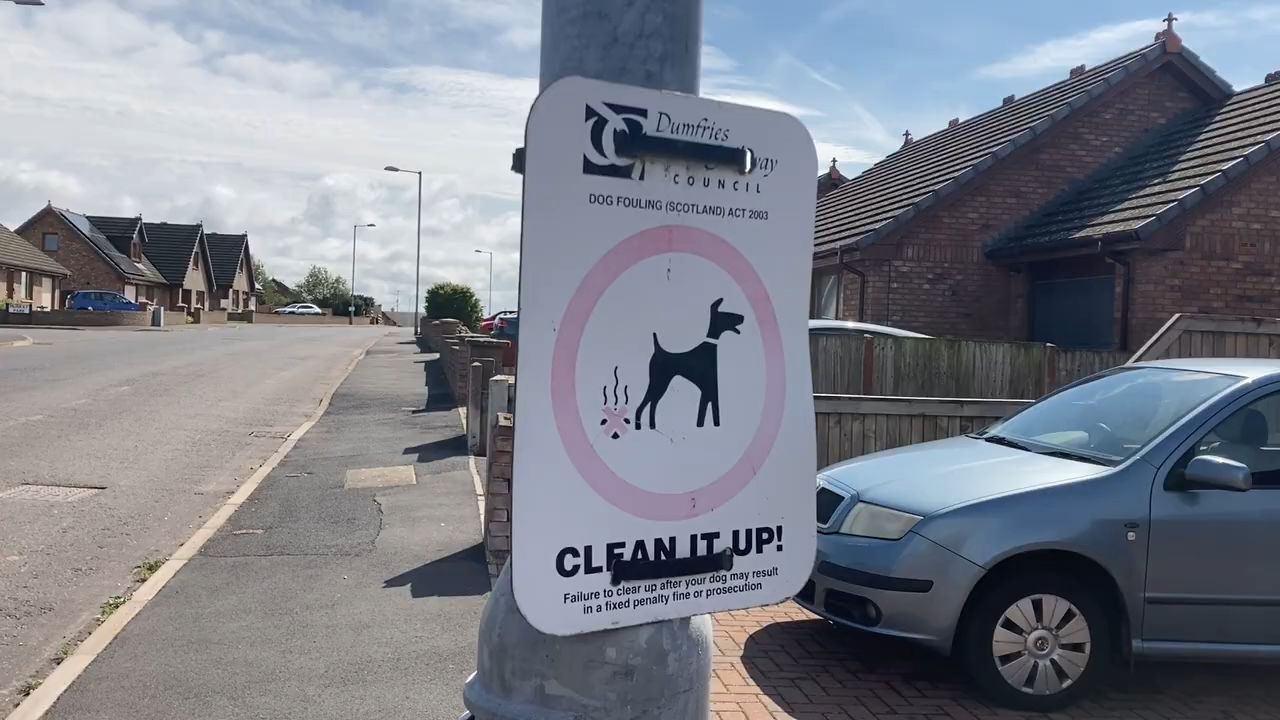 Dumfries
way
COUNCIL
DOG FOULING (SCOTLAND) ACT 2003
CLEAN IT UP!
Failure to clear up after your dog may result
in a fixed penalty fine or prosecution